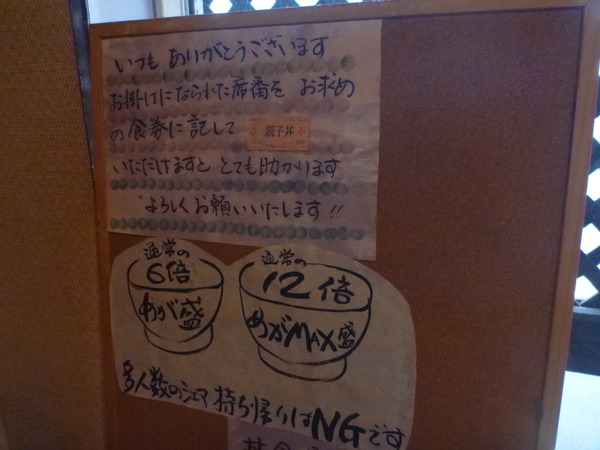 いつも ありがとうございます
お掛けになられた席番を お求め
の食券に記して 親子丼 小
いただけますと とても助かります
よろしくお願いいたします!!
通常の
6倍
めが盛
通常の
12倍
めがMAX盛
多人数のシェア 持ち帰りはNGです
丼の